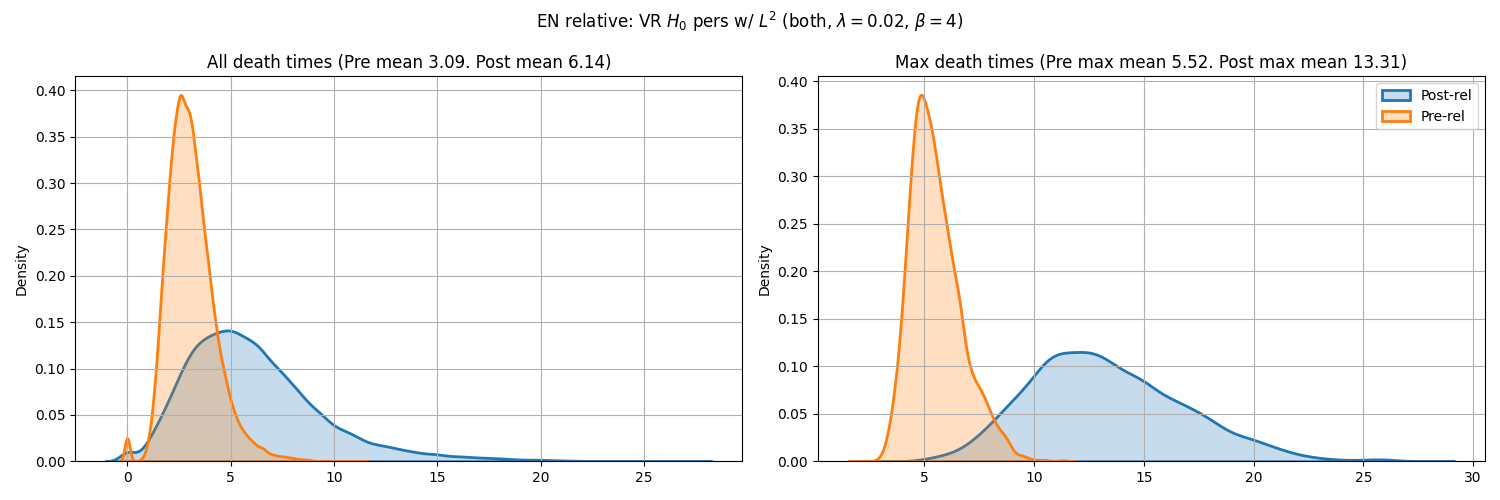 EN relative: VR $H_0$ pers w/ $L^2$ (both, $\lambda = 0.02$, $\beta = 4$)
All death times (Pre mean 3.09. Post mean 6.14)
Max death times (Pre max mean 5.52. Post max mean 13.31)
0.40
0.35
0.30
0.25
0.20
0.15
0.10
0.05
0.00
Density
0 5 10 15 20 25
0.40
0.35
0.30
0.25
0.20
0.15
0.10
0.05
0.00
Density
5 10 15 20 25 30
Post-rel
Pre-rel